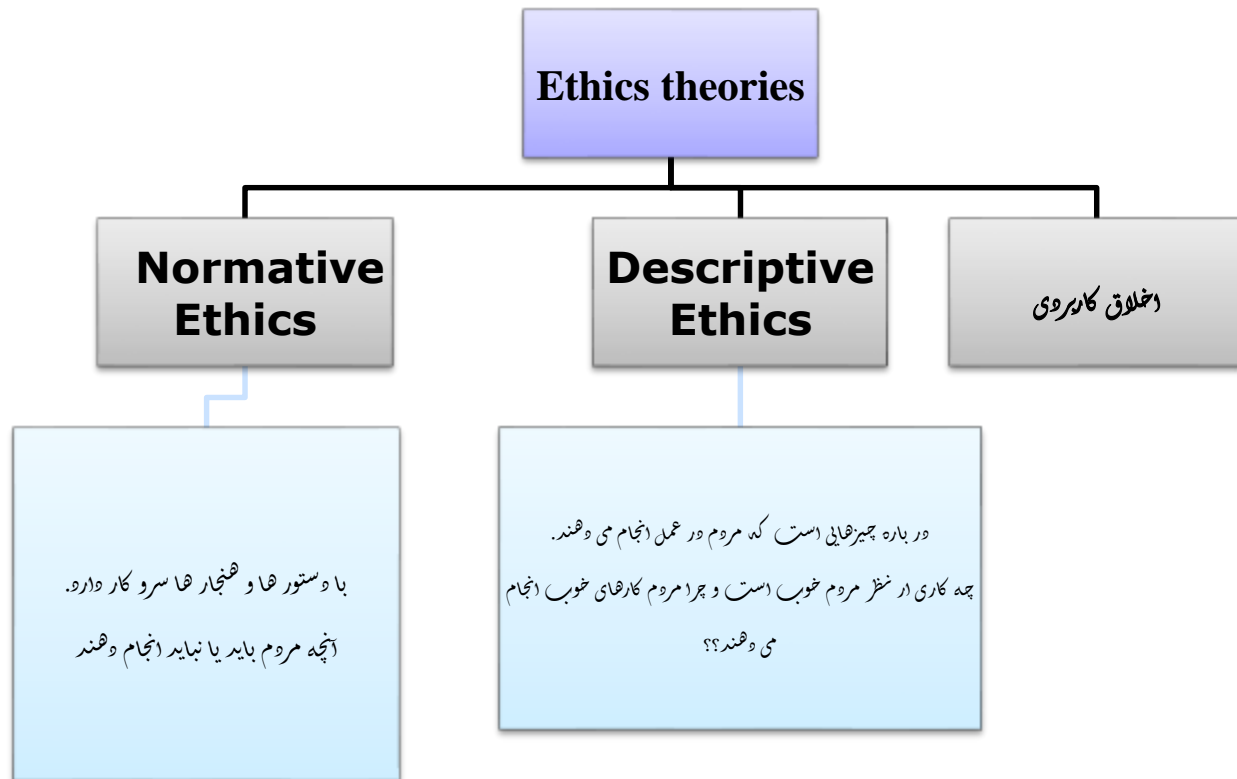 Ethics theories
Normative
Ethics
Descriptive
Ethics
اخلاق کاربردی
با دستور ها و هنجار ها سرو کار دارد.
آنچه مردم باید یا نباید انجام دهند
در باره چیزهایی است که مردم در عمل انجام می دهند.
چه کاری ار نظر مردم خوب است و چرا مردم کارهای خوب انجام
می دهند؟؟